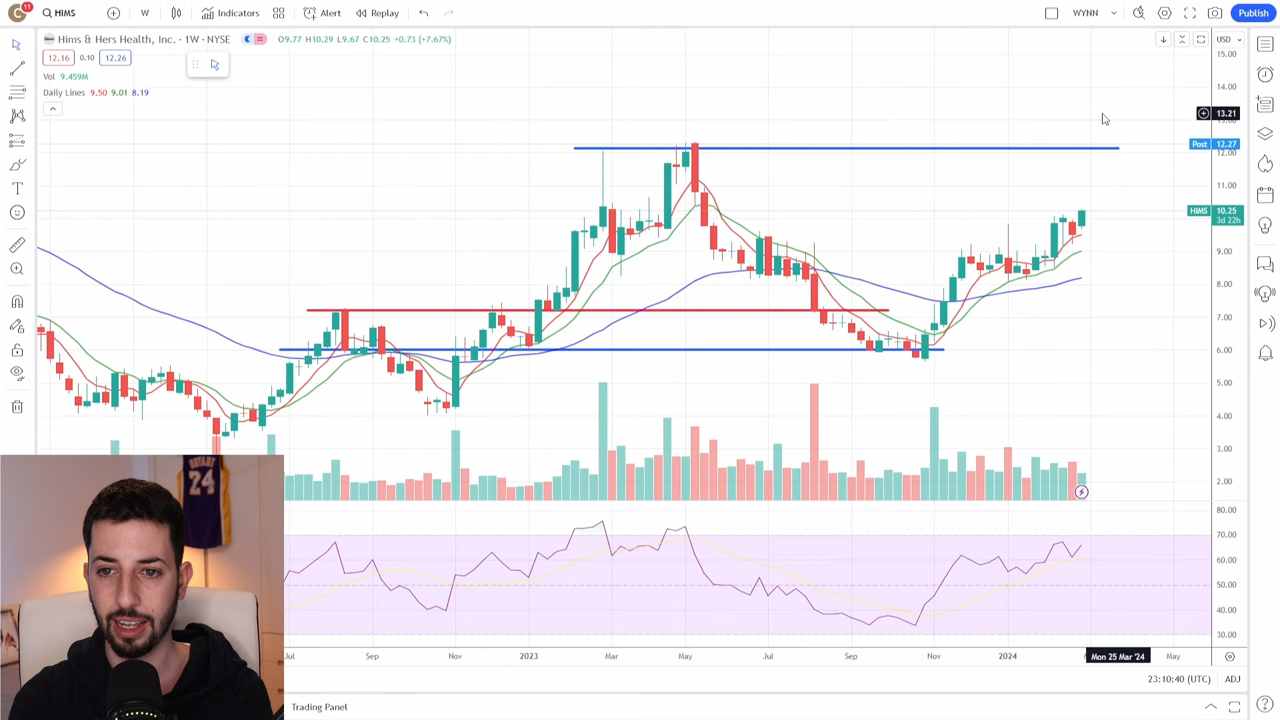 C 11 HIMS W Indicators Alert Replay WYNN Publish
Hims & Hers Health, Inc. · 1W · NYSE O9.77 H10.29 L9.67 C10.25 +0.73 (+7.67%) USD
12.16 0.10 12.26
Vol 9.459M
Daily Lines 9.50 9.01 8.19
15.00
14.00
13.21
Post 12.27
12.00
11.00
HIMS 10.25
3d 22h
9.00
8.00
7.00
6.00
5.00
4.00
3.00
2.00
80.00
70.00
60.00
50.00
40.00
30.00
BRYANT
24
Jul Sep Nov 2023 Mar May Jul Sep Nov 2024 Mon 25 Mar '24 May
23:10:40 (UTC) ADJ
Trading Panel